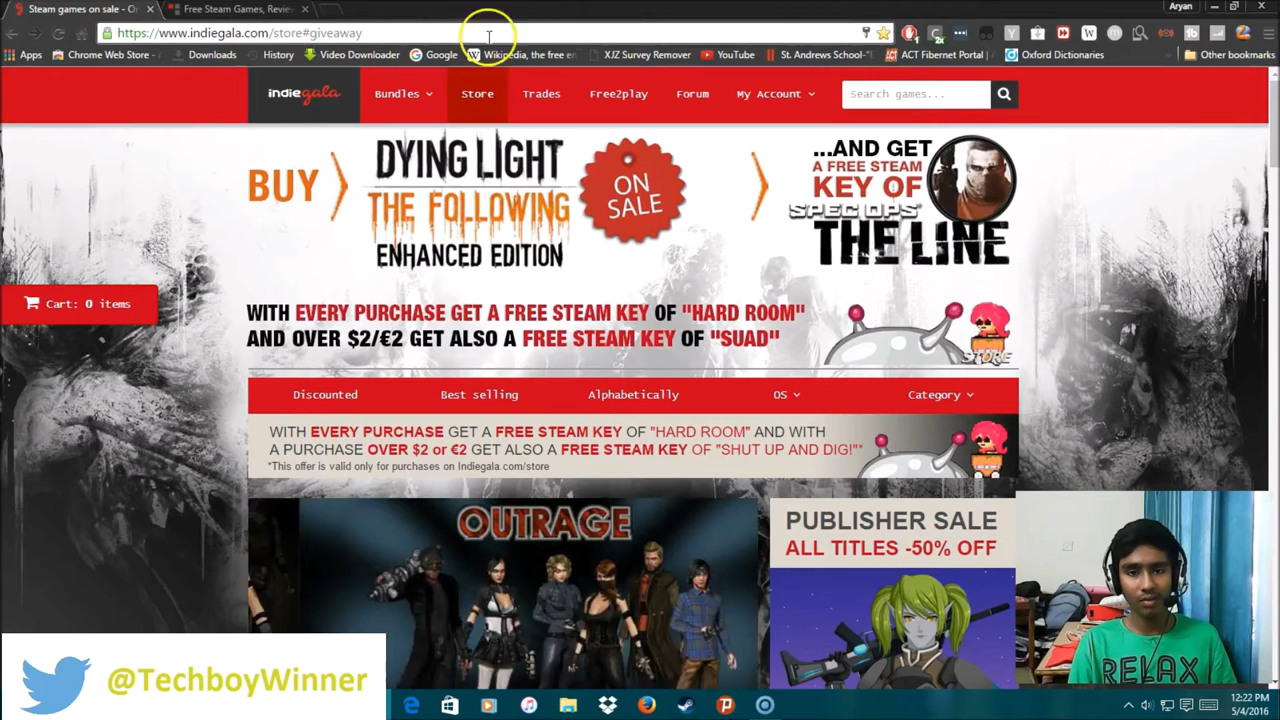 Steam games on sale - On
Free Steam Games, Review
Aryan
https://www.indiegala.com/store#giveaway
Apps
Chrome Web Store -
Downloads
History
Video Downloader
Google
Wikipedia, the free en
XJZ Survey Remover
YouTube
St. Andrews School -
ACT Fibernet Portal -
Oxford Dictionaries
Other bookmarks
indiegala
Bundles
Store
Trades
Free2play
Forum
My Account
Search games...
BUY
DYING LIGHT
THE FOLLOWING
ENHANCED EDITION
ON
SALE
...AND GET
A FREE STEAM
KEY OF
SPEC OPS
THE LINE
Cart: 0 items
WITH EVERY PURCHASE GET A FREE STEAM KEY OF "HARD ROOM"
AND OVER $2/€2 GET ALSO A FREE STEAM KEY OF "SUAD"
STORE
Discounted
Best selling
Alphabetically
OS
Category
WITH EVERY PURCHASE GET A FREE STEAM KEY OF "HARD ROOM" AND WITH
A PURCHASE OVER $2 or €2 GET ALSO A FREE STEAM KEY OF "SHUT UP AND DIG!"*
*This offer is valid only for purchases on Indiegala.com/store
OUTRAGE
PUBLISHER SALE
ALL TITLES -50% OFF
RELAX
@TechboyWinner
12:22 PM
5/4/2016